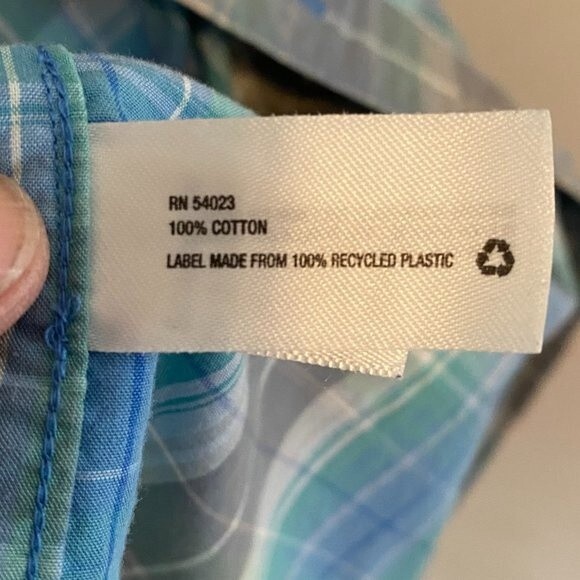 RN 54023
100% COTTON
LABEL MADE FROM 100% RECYCLED PLASTIC